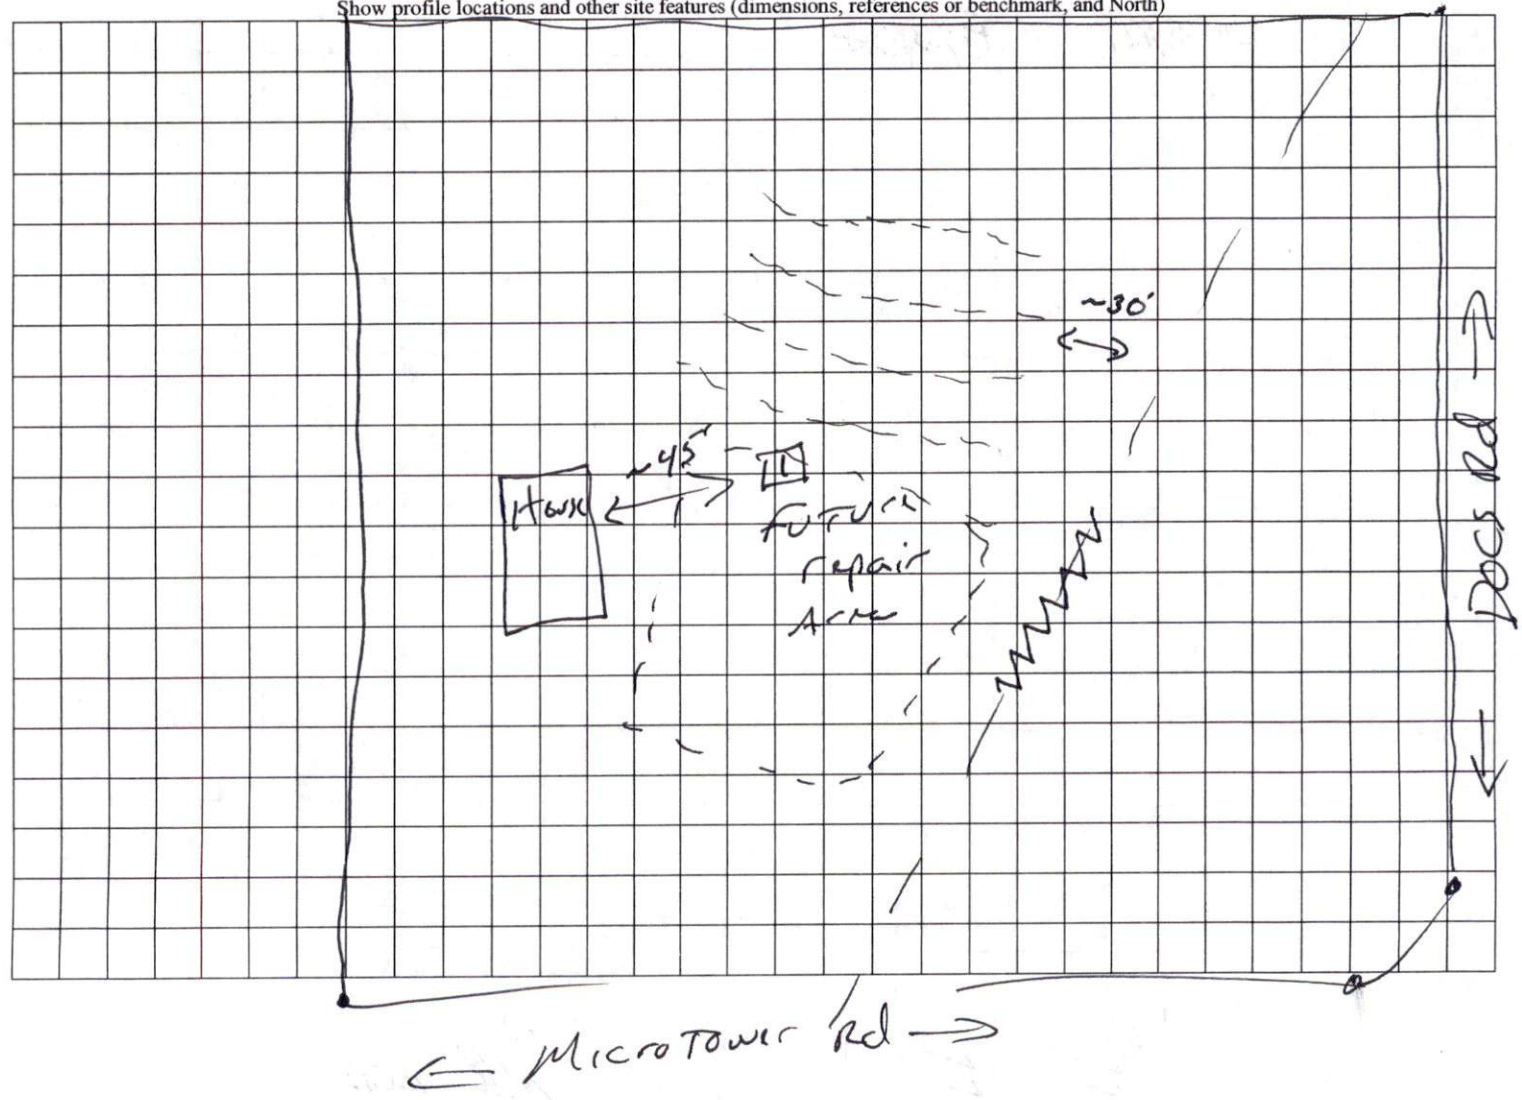 Show profile locations and other site features (dimensions, references or benchmark, and North)
~30'
~45'
House
Future
repair
Area
Docs Rd
MicroTower Rd